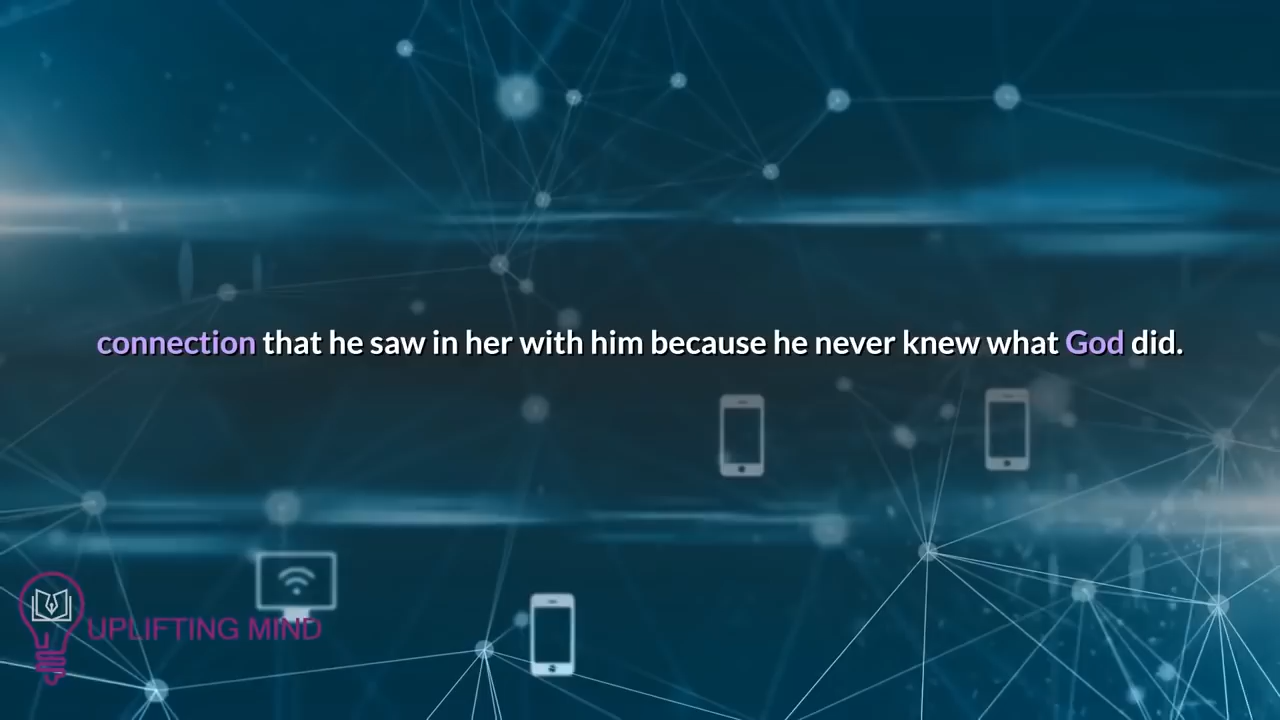 connection that he saw in her with him because he never knew what God did.
UPLIFTING MIND